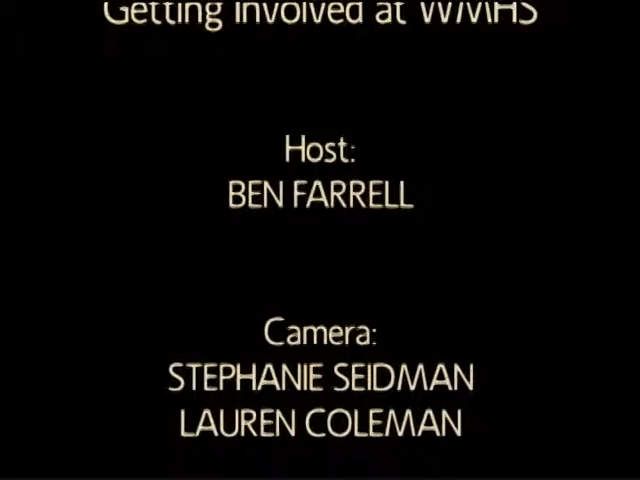 Getting Involved at WMHS
Host:
BEN FARRELL
Camera:
STEPHANIE SEIDMAN
LAUREN COLEMAN